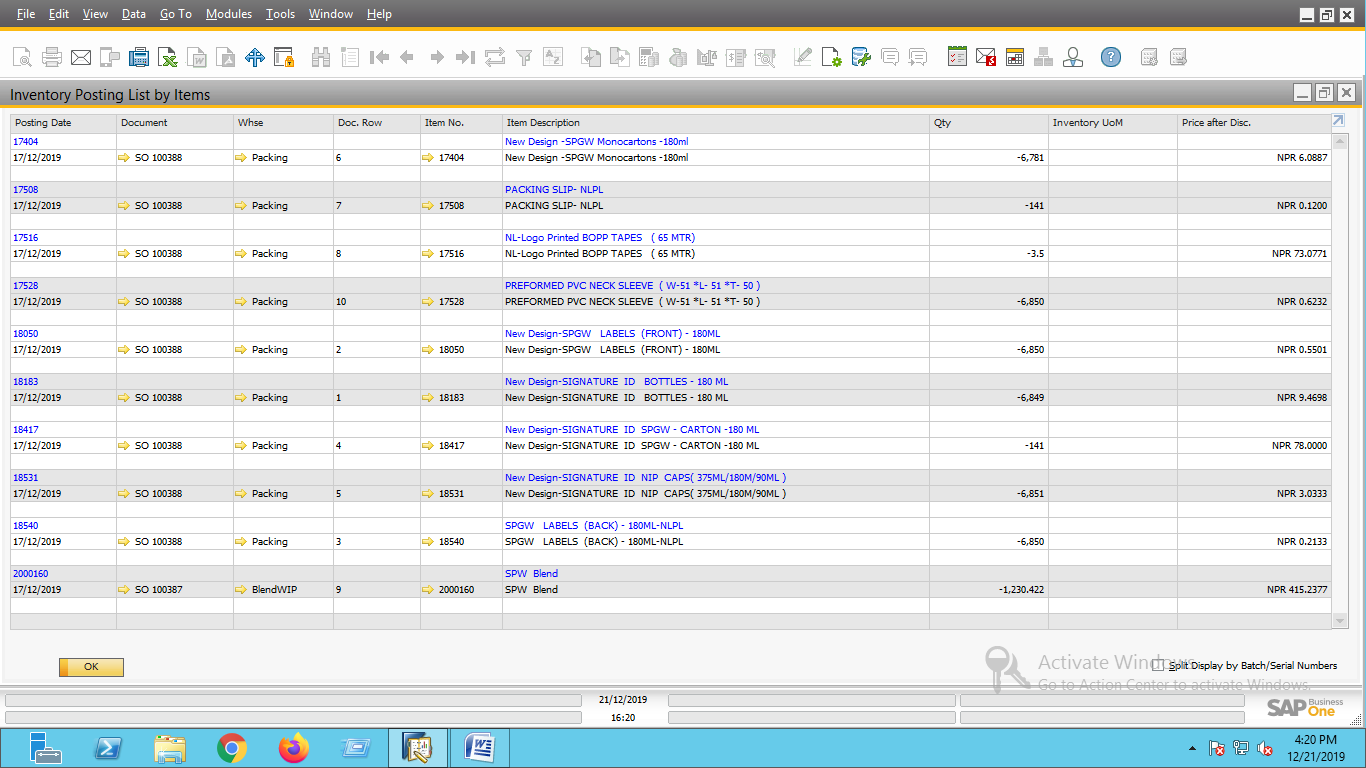 File Edit View Data Go To Modules Tools Window Help
Inventory Posting List by Items
Posting Date Document Whse Doc. Row Item No. Item Description Qty Inventory UoM Price after Disc.
17404 New Design -SPGW Monocartons -180ml
17/12/2019 SO 100388 Packing 6 17404 New Design -SPGW Monocartons -180ml -6,781 NPR 6.0887
17508 PACKING SLIP- NLPL
17/12/2019 SO 100388 Packing 7 17508 PACKING SLIP- NLPL -141 NPR 0.1200
17516 NL-Logo Printed BOPP TAPES ( 65 MTR)
17/12/2019 SO 100388 Packing 8 17516 NL-Logo Printed BOPP TAPES ( 65 MTR) -3.5 NPR 73.0771
17528 PREFORMED PVC NECK SLEEVE ( W-51 *L- 51 *T- 50 )
17/12/2019 SO 100388 Packing 10 17528 PREFORMED PVC NECK SLEEVE ( W-51 *L- 51 *T- 50 ) -6,850 NPR 0.6232
18050 New Design-SPGW LABELS (FRONT) - 180ML
17/12/2019 SO 100388 Packing 2 18050 New Design-SPGW LABELS (FRONT) - 180ML -6,850 NPR 0.5501
18183 New Design-SIGNATURE ID BOTTLES - 180 ML
17/12/2019 SO 100388 Packing 1 18183 New Design-SIGNATURE ID BOTTLES - 180 ML -6,849 NPR 9.4698
18417 New Design-SIGNATURE ID SPGW - CARTON -180 ML
17/12/2019 SO 100388 Packing 4 18417 New Design-SIGNATURE ID SPGW - CARTON -180 ML -141 NPR 78.0000
18531 New Design-SIGNATURE ID NIP CAPS( 375ML/180M/90ML )
17/12/2019 SO 100388 Packing 5 18531 New Design-SIGNATURE ID NIP CAPS( 375ML/180M/90ML ) -6,851 NPR 3.0333
18540 SPGW LABELS (BACK) - 180ML-NLPL
17/12/2019 SO 100388 Packing 3 18540 SPGW LABELS (BACK) - 180ML-NLPL -6,850 NPR 0.2133
2000160 SPW Blend
17/12/2019 SO 100387 BlendWIP 9 2000160 SPW Blend -1,230.422 NPR 415.2377
OK
Activate Windows
Split Display by Batch/Serial Numbers
Go to Action Center to activate Windows.
21/12/2019
16:20
SAP Business One
4:20 PM
12/21/2019